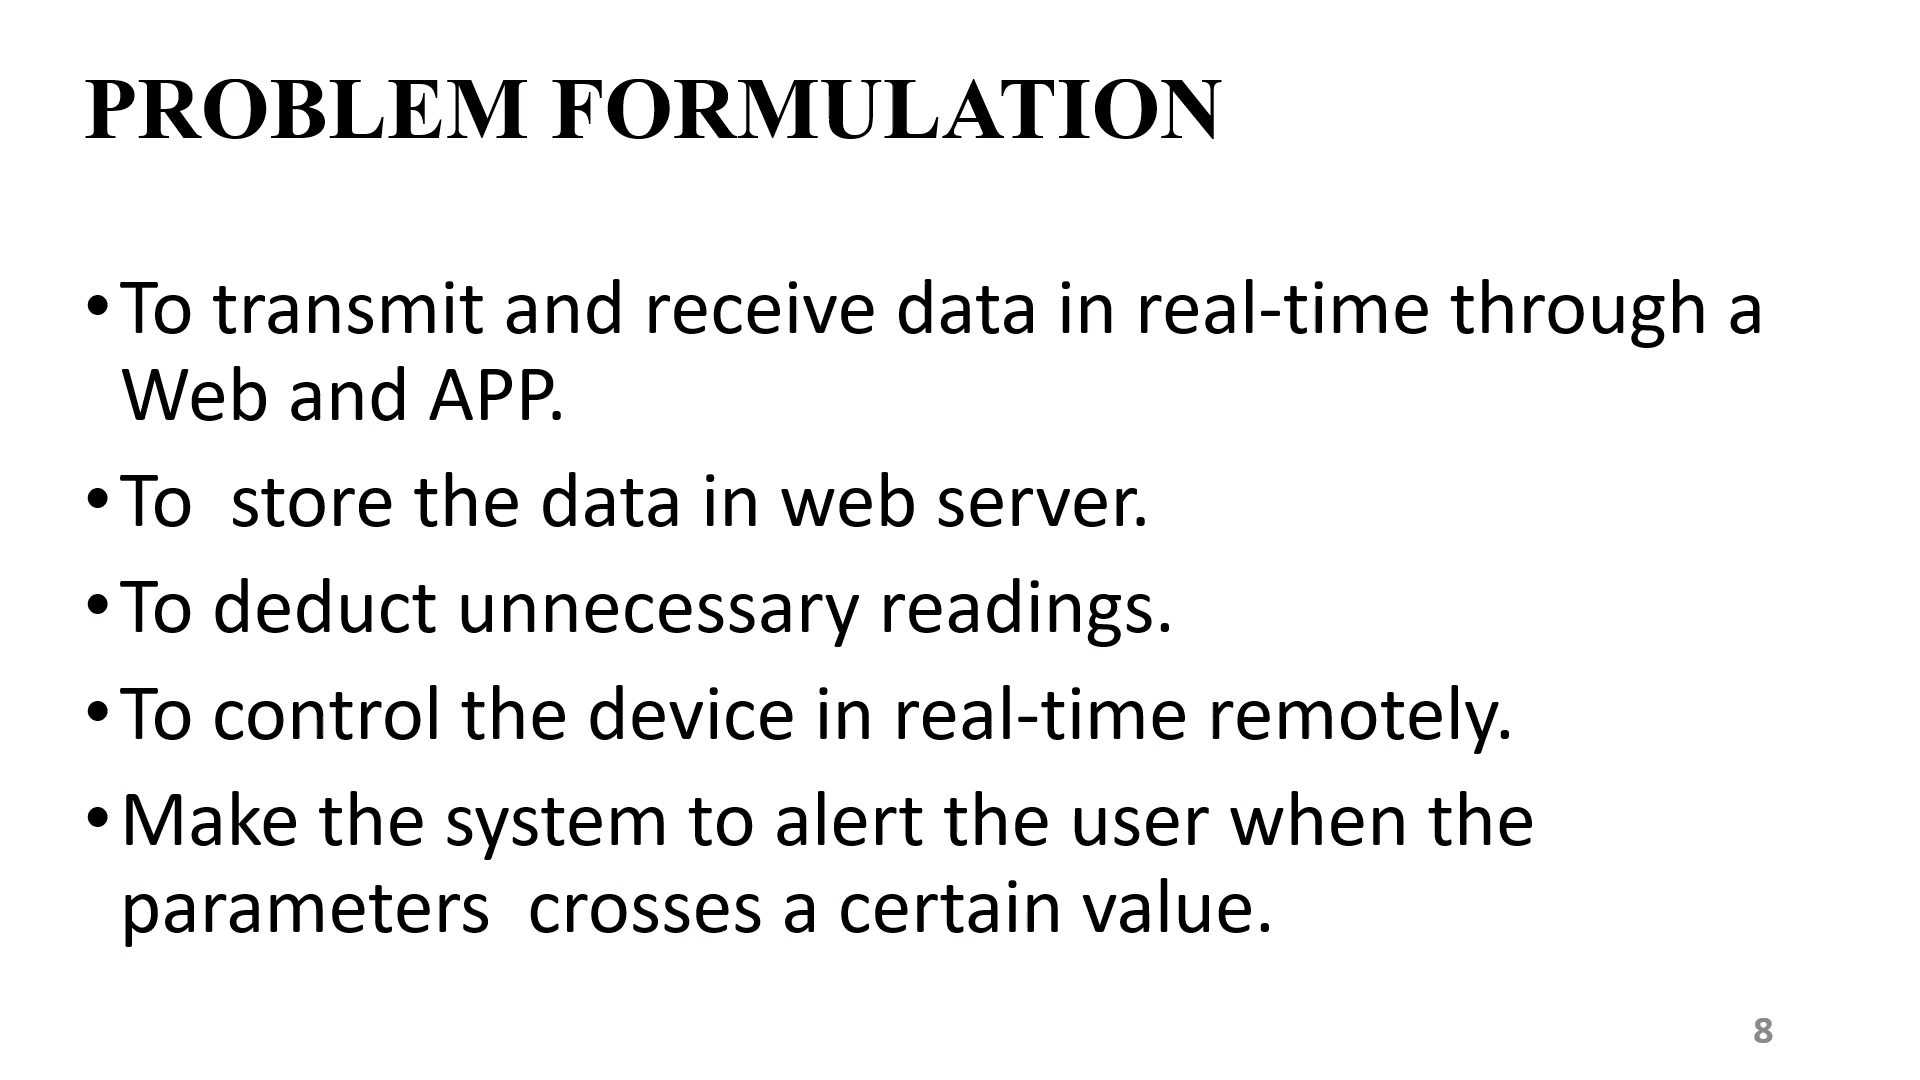 PROBLEM FORMULATION
•To transmit and receive data in real-time through a
Web and APP.
•To  store the data in web server.
•To deduct unnecessary readings.
•To control the device in real-time remotely.
•Make the system to alert the user when the
parameters  crosses a certain value.
8